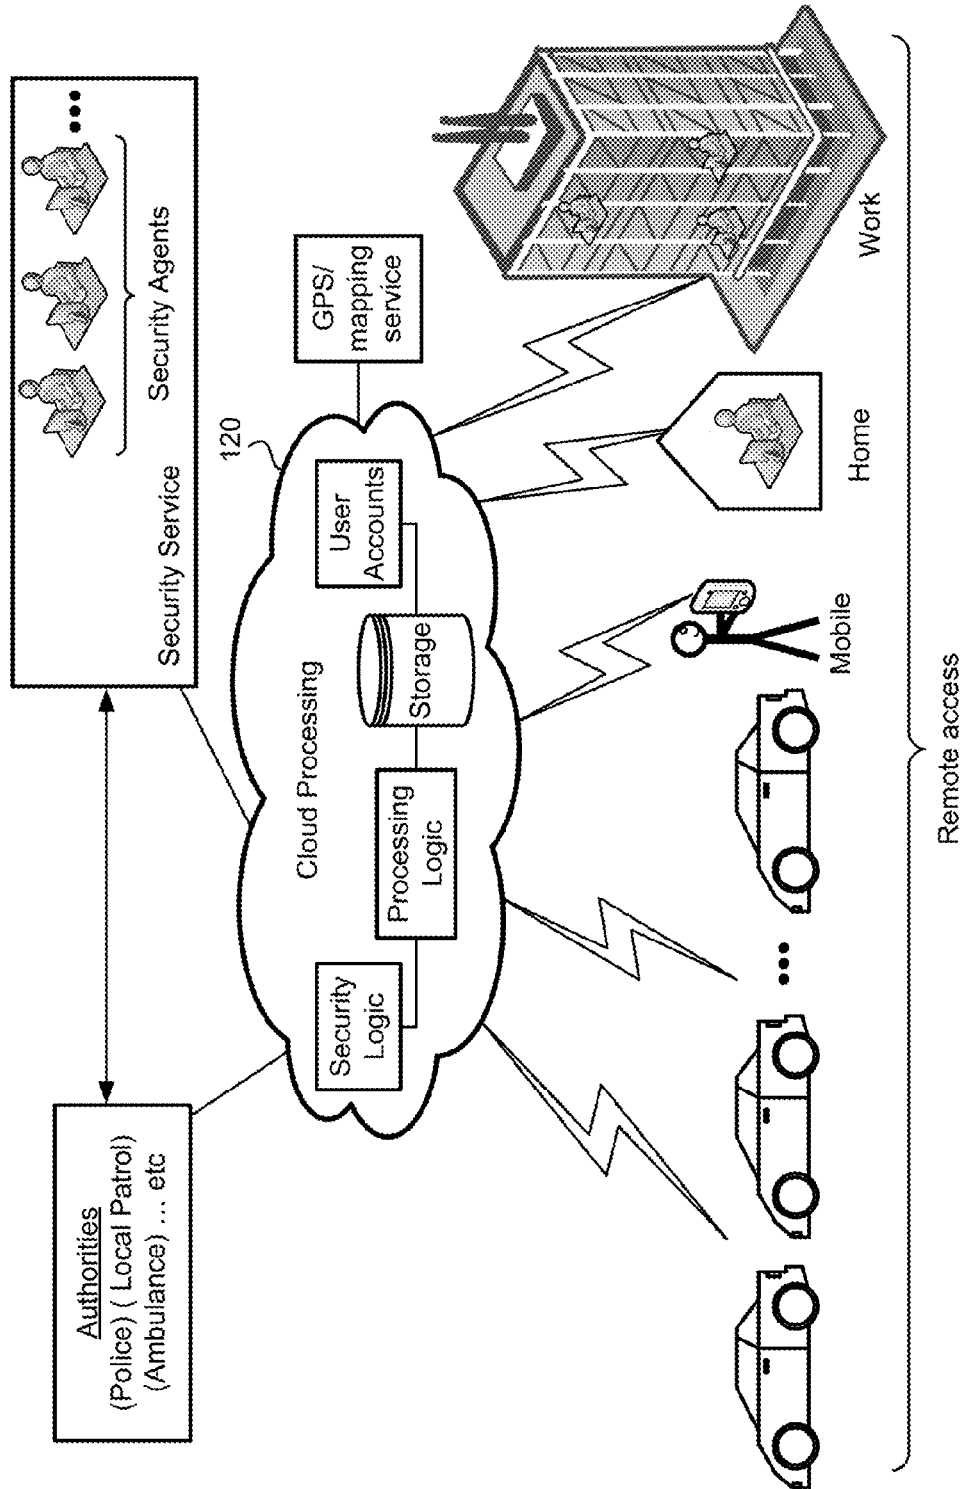 Authorities
(Police) ( Local Patrol)
(Ambulance) ... etc
Security Agents
Security Service
120
Cloud Processing
Security
Logic
Processing
Logic
Storage
User
Accounts
GPS/
mapping
service
Mobile
Home
Work
Remote access